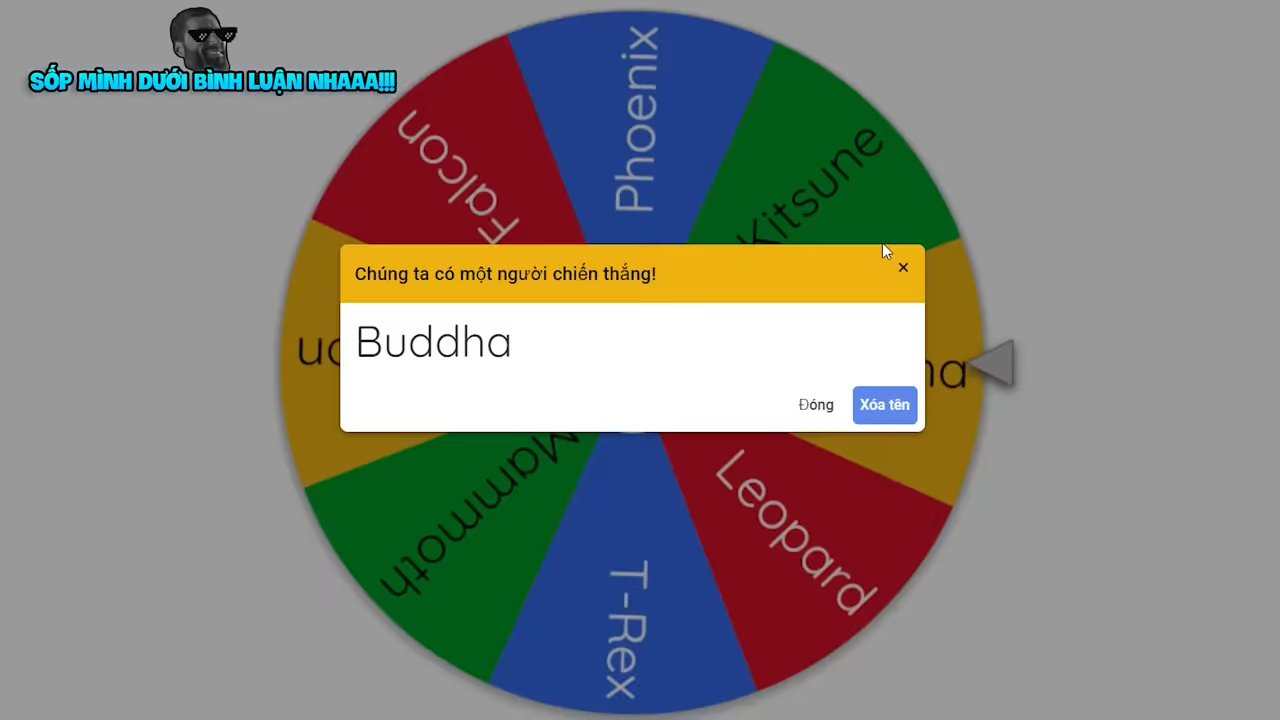 SỐP MÌNH DƯỚI BÌNH LUẬN NHAAA!!!
Phoenix
Falcon
Kitsune
Chúng ta có một người chiến thắng!
×
Buddha
Đóng
Xóa tên
Mammoth
Leopard
T-Rex